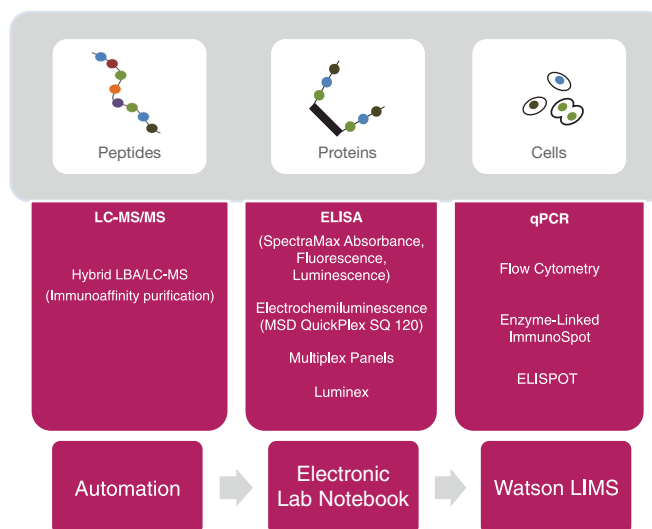 Peptides
Proteins
Cells
LC-MS/MS
Hybrid LBA/LC-MS
(Immunoaffinity purification)
ELISA
(SpectraMax Absorbance,
Fluorescence,
Luminescence)
Electrochemiluminescence
(MSD QuickPlex SQ 120)
Multiplex Panels
Luminex
qPCR
Flow Cytometry
Enzyme-Linked
ImmunoSpot
ELISPOT
Automation
Electronic
Lab Notebook
Watson LIMS